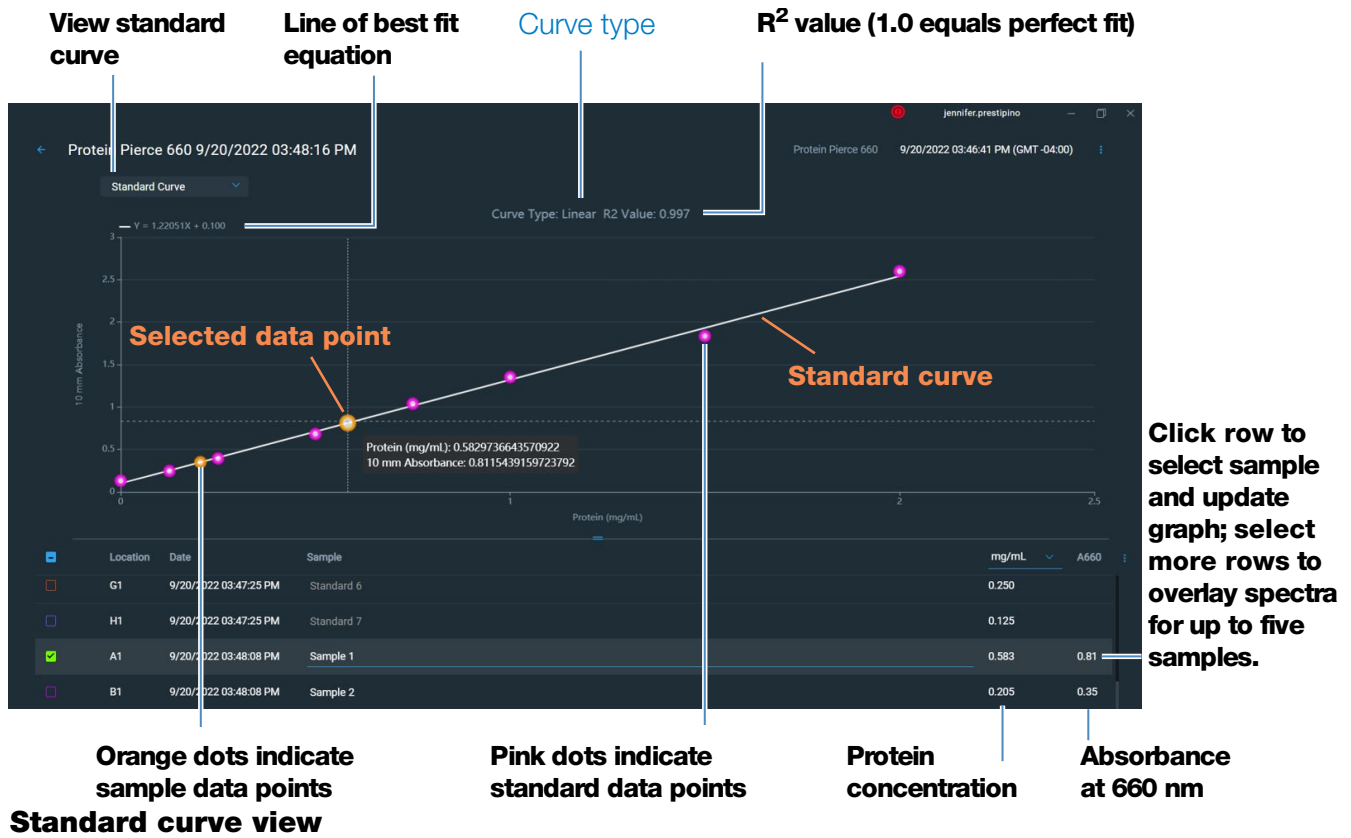 View standard
curve
Line of best fit
equation
Curve type
R² value (1.0 equals perfect fit)
jennifer.prestipino
Protein Pierce 660 9/20/2022 03:48:16 PM
Protein Pierce 660 9/20/2022 03:46:41 PM (GMT -04:00)
Standard Curve
Curve Type: Linear R2 Value: 0.997
Y = 1.22051X + 0.100
3
2.5
2
1.5
1
0.5
0
10 mm Absorbance
Selected data point
Standard curve
Protein (mg/mL): 0.5829736643570922
10 mm Absorbance: 0.8115439159723792
0
1
2
2.5
Protein (mg/mL)
Click row to
select sample
and update
graph; select
more rows to
overlay spectra
for up to five
samples.
Location Date Sample mg/mL A660
G1 9/20/2022 03:47:25 PM Standard 6 0.250
H1 9/20/2022 03:47:25 PM Standard 7 0.125
A1 9/20/2022 03:48:08 PM Sample 1 0.583 0.81
B1 9/20/2022 03:48:08 PM Sample 2 0.205 0.35
Orange dots indicate
sample data points
Pink dots indicate
standard data points
Protein
concentration
Absorbance
at 660 nm
Standard curve view